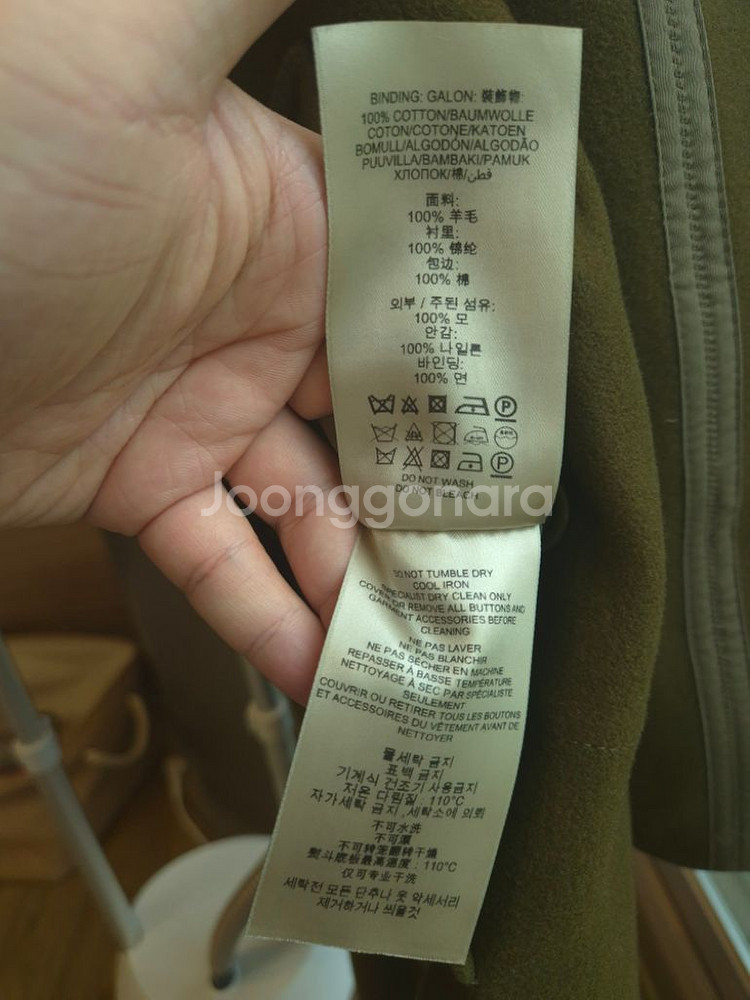 BINDING: GALON: 裝飾物:
100% COTTON/BAUMWOLLE
COTON/COTONE/KATOEN
BOMULL/ALGODÓN/ALGODÃO
PUUVILLA/BAMBAKI/PAMUK
ХЛОПОК/棉/قطن
面料:
100% 羊毛
衬里:
100% 锦纶
包边:
100% 棉
외부 / 주된 섬유:
100% 모
안감:
100% 나일론
바인딩:
100% 면
P
P
DO NOT WASH
DO NOT BLEACH
Joonggonara
DO NOT TUMBLE DRY
COOL IRON
SPECIALIST DRY CLEAN ONLY
COVER OR REMOVE ALL BUTTONS AND
GARMENT ACCESSORIES BEFORE
CLEANING
NE PAS LAVER
NE PAS BLANCHIR
NE PAS SÉCHER EN MACHINE
REPASSER À BASSE TEMPÉRATURE
NETTOYAGE À SEC PAR SPÉCIALISTE
SEULEMENT
COUVRIR OU RETIRER TOUS LES BOUTONS
ET ACCESSOIRES DU VÊTEMENT AVANT DE
NETTOYER
물세탁 금지
표백 금지
기계식 건조기 사용금지
저온 다림질 : 110°C
자가세탁 금지,세탁소에 의뢰
不可水洗
不可漂
不可转笼翻转干燥
熨斗底板最高温度 : 110°C
仅可专业干洗
세탁전 모든 단추나 옷 악세서리
제거하거나 씌울것